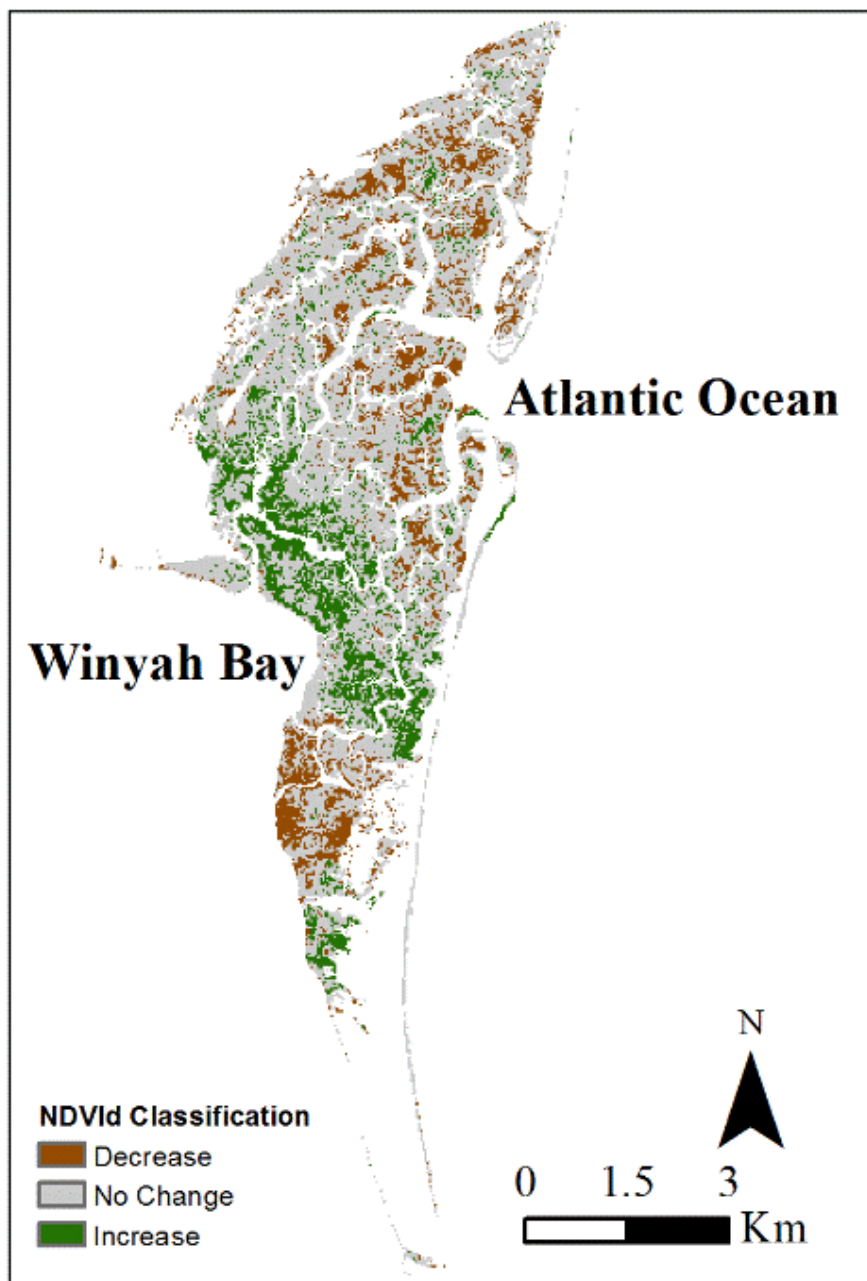 Atlantic Ocean
Winyah Bay
N
NDVId Classification
Decrease
No Change
Increase
0 1.5 3
Km